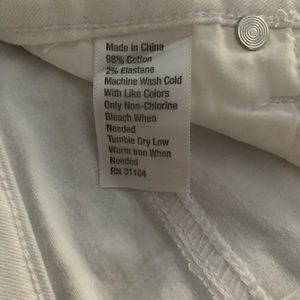 Made in China
98% Cotton
2% Elastane
Machine Wash Cold
With Like Colors
Only Non-Chlorine
Bleach When
Needed
Tumble Dry Low
Warm Iron When
Needed
RN 31104